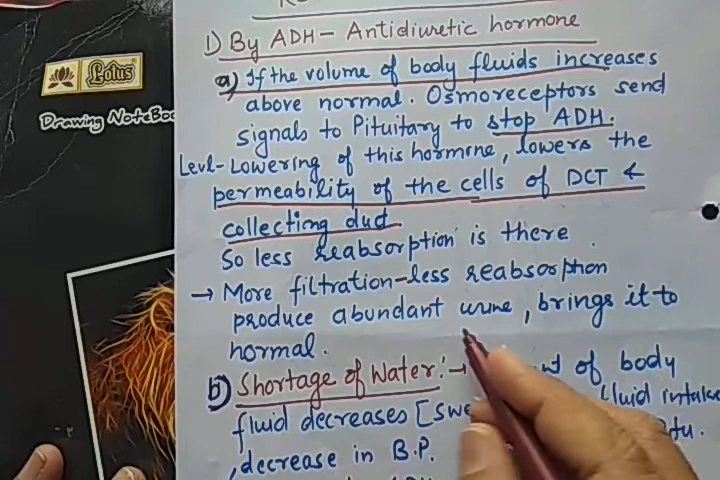 1) By ADH - Antidiuretic hormone
a) If the volume of body fluids increases
above normal. Osmoreceptors send
signals to Pituitary to stop ADH.
Levl-Lowering of this hormone, lowers the
permeability of the cells of DCT &
collecting duct
So less reabsorption is there.
→ More filtration-less reabsorption
produce abundant urine, brings it to
normal.
b) Shortage of Water:→ of body
fluid decreases [ fluid intake
, decrease in B.P.
Lotus
Drawing NoteBoo